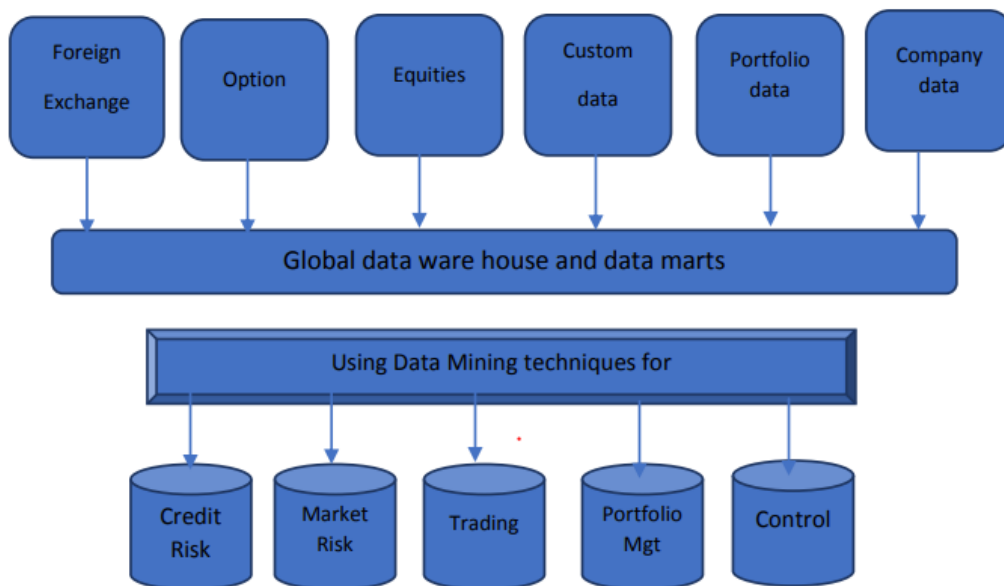 Foreign
Exchange
Option
Equities
Custom
data
Portfolio
data
Company
data
Global data ware house and data marts
Using Data Mining techniques for
Credit
Risk
Market
Risk
Trading
Portfolio
Mgt
Control